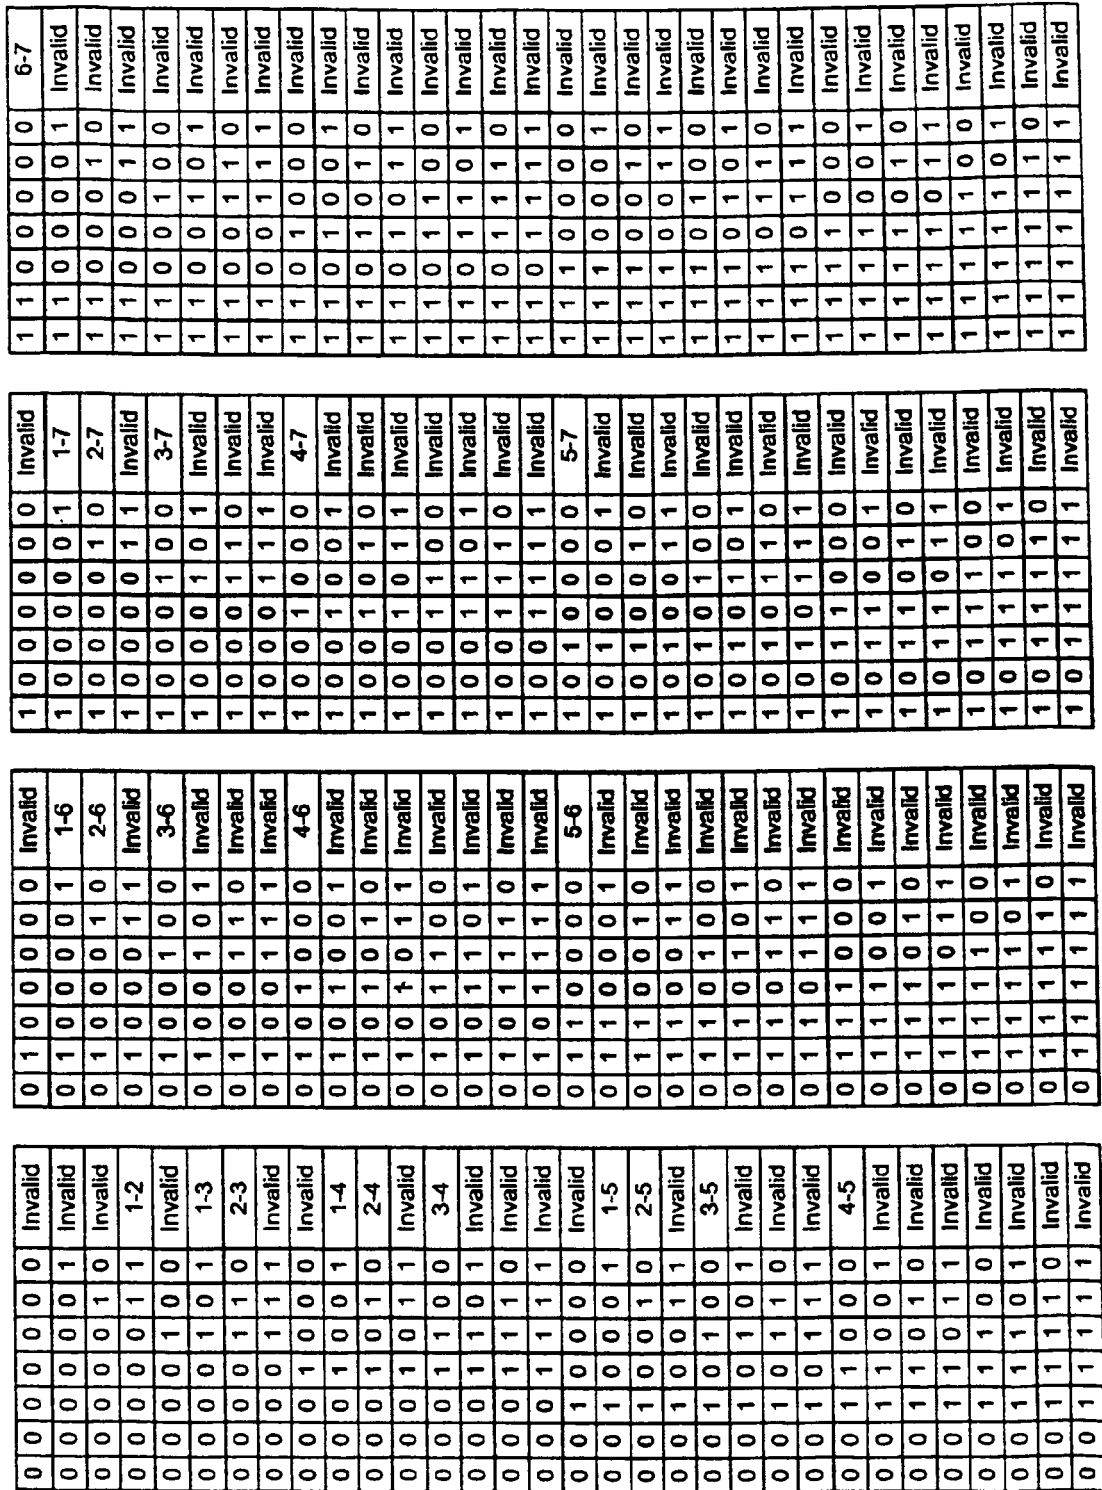 0 0 0 0 0 0 0 Invalid
0 0 0 0 0 0 1 Invalid
0 0 0 0 0 1 0 Invalid
0 0 0 0 0 1 1 1-2
0 0 0 0 1 0 0 Invalid
0 0 0 0 1 0 1 1-3
0 0 0 0 1 1 0 2-3
0 0 0 0 1 1 1 Invalid
0 0 0 1 0 0 0 Invalid
0 0 0 1 0 0 1 1-4
0 0 0 1 0 1 0 2-4
0 0 0 1 0 1 1 Invalid
0 0 0 1 1 0 0 3-4
0 0 0 1 1 0 1 Invalid
0 0 0 1 1 1 0 Invalid
0 0 0 1 1 1 1 Invalid
0 0 1 0 0 0 0 Invalid
0 0 1 0 0 0 1 1-5
0 0 1 0 0 1 0 2-5
0 0 1 0 0 1 1 Invalid
0 0 1 0 1 0 0 3-5
0 0 1 0 1 0 1 Invalid
0 0 1 0 1 1 0 Invalid
0 0 1 0 1 1 1 Invalid
0 0 1 1 0 0 0 4-5
0 0 1 1 0 0 1 Invalid
0 0 1 1 0 1 0 Invalid
0 0 1 1 0 1 1 Invalid
0 0 1 1 1 0 0 Invalid
0 0 1 1 1 0 1 Invalid
0 0 1 1 1 1 0 Invalid
0 0 1 1 1 1 1 Invalid
0 1 0 0 0 0 0 Invalid
0 1 0 0 0 0 1 1-6
0 1 0 0 0 1 0 2-6
0 1 0 0 0 1 1 Invalid
0 1 0 0 1 0 0 3-6
0 1 0 0 1 0 1 Invalid
0 1 0 0 1 1 0 Invalid
0 1 0 0 1 1 1 Invalid
0 1 0 1 0 0 0 4-6
0 1 0 1 0 0 1 Invalid
0 1 0 1 0 1 0 Invalid
0 1 0 1 0 1 1 Invalid
0 1 0 1 1 0 0 Invalid
0 1 0 1 1 0 1 Invalid
0 1 0 1 1 1 0 Invalid
0 1 0 1 1 1 1 Invalid
0 1 1 0 0 0 0 5-6
0 1 1 0 0 0 1 Invalid
0 1 1 0 0 1 0 Invalid
0 1 1 0 0 1 1 Invalid
0 1 1 0 1 0 0 Invalid
0 1 1 0 1 0 1 Invalid
0 1 1 0 1 1 0 Invalid
0 1 1 0 1 1 1 Invalid
0 1 1 1 0 0 0 Invalid
0 1 1 1 0 0 1 Invalid
0 1 1 1 0 1 0 Invalid
0 1 1 1 0 1 1 Invalid
0 1 1 1 1 0 0 Invalid
0 1 1 1 1 0 1 Invalid
0 1 1 1 1 1 0 Invalid
0 1 1 1 1 1 1 Invalid
1 0 0 0 0 0 0 Invalid
1 0 0 0 0 0 1 1-7
1 0 0 0 0 1 0 2-7
1 0 0 0 0 1 1 Invalid
1 0 0 0 1 0 0 3-7
1 0 0 0 1 0 1 Invalid
1 0 0 0 1 1 0 Invalid
1 0 0 0 1 1 1 Invalid
1 0 0 1 0 0 0 4-7
1 0 0 1 0 0 1 Invalid
1 0 0 1 0 1 0 Invalid
1 0 0 1 0 1 1 Invalid
1 0 0 1 1 0 0 Invalid
1 0 0 1 1 0 1 Invalid
1 0 0 1 1 1 0 Invalid
1 0 0 1 1 1 1 Invalid
1 0 1 0 0 0 0 5-7
1 0 1 0 0 0 1 Invalid
1 0 1 0 0 1 0 Invalid
1 0 1 0 0 1 1 Invalid
1 0 1 0 1 0 0 Invalid
1 0 1 0 1 0 1 Invalid
1 0 1 0 1 1 0 Invalid
1 0 1 0 1 1 1 Invalid
1 0 1 1 0 0 0 Invalid
1 0 1 1 0 0 1 Invalid
1 0 1 1 0 1 0 Invalid
1 0 1 1 0 1 1 Invalid
1 0 1 1 1 0 0 Invalid
1 0 1 1 1 0 1 Invalid
1 0 1 1 1 1 0 Invalid
1 0 1 1 1 1 1 Invalid
1 1 0 0 0 0 0 6-7
1 1 0 0 0 0 1 Invalid
1 1 0 0 0 1 0 Invalid
1 1 0 0 0 1 1 Invalid
1 1 0 0 1 0 0 Invalid
1 1 0 0 1 0 1 Invalid
1 1 0 0 1 1 0 Invalid
1 1 0 0 1 1 1 Invalid
1 1 0 1 0 0 0 Invalid
1 1 0 1 0 0 1 Invalid
1 1 0 1 0 1 0 Invalid
1 1 0 1 0 1 1 Invalid
1 1 0 1 1 0 0 Invalid
1 1 0 1 1 0 1 Invalid
1 1 0 1 1 1 0 Invalid
1 1 0 1 1 1 1 Invalid
1 1 1 0 0 0 0 Invalid
1 1 1 0 0 0 1 Invalid
1 1 1 0 0 1 0 Invalid
1 1 1 0 0 1 1 Invalid
1 1 1 0 1 0 0 Invalid
1 1 1 0 1 0 1 Invalid
1 1 1 0 1 1 0 Invalid
1 1 1 0 1 1 1 Invalid
1 1 1 1 0 0 0 Invalid
1 1 1 1 0 0 1 Invalid
1 1 1 1 0 1 0 Invalid
1 1 1 1 0 1 1 Invalid
1 1 1 1 1 0 0 Invalid
1 1 1 1 1 0 1 Invalid
1 1 1 1 1 1 0 Invalid
1 1 1 1 1 1 1 Invalid